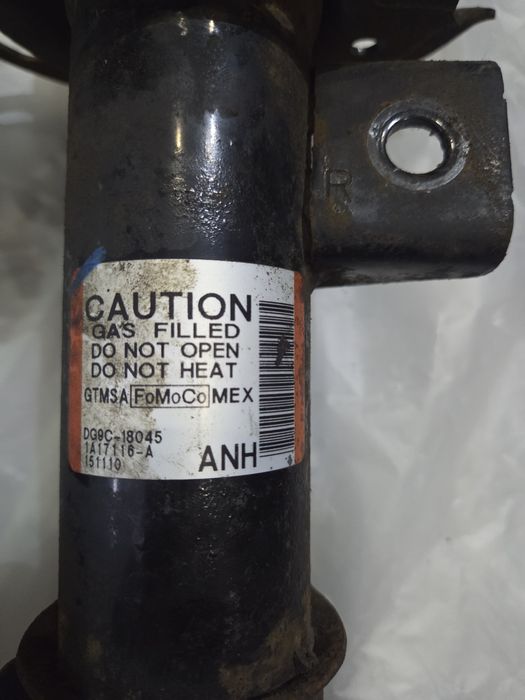 R
CAUTION
GAS FILLED
DO NOT OPEN
DO NOT HEAT
GTMSA FoMoCo MEX
DG9C-18045
1A17116-A
151110
ANH